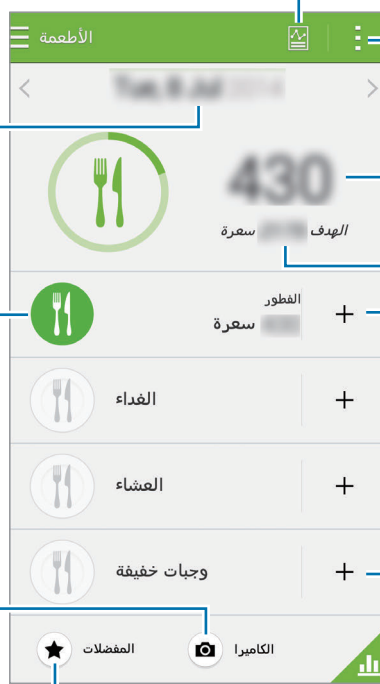 الأطعمة
430
الهدف سعرة
الفطور
سعرة
الغداء
العشاء
وجبات خفيفة
الكاميرا
المفضلات